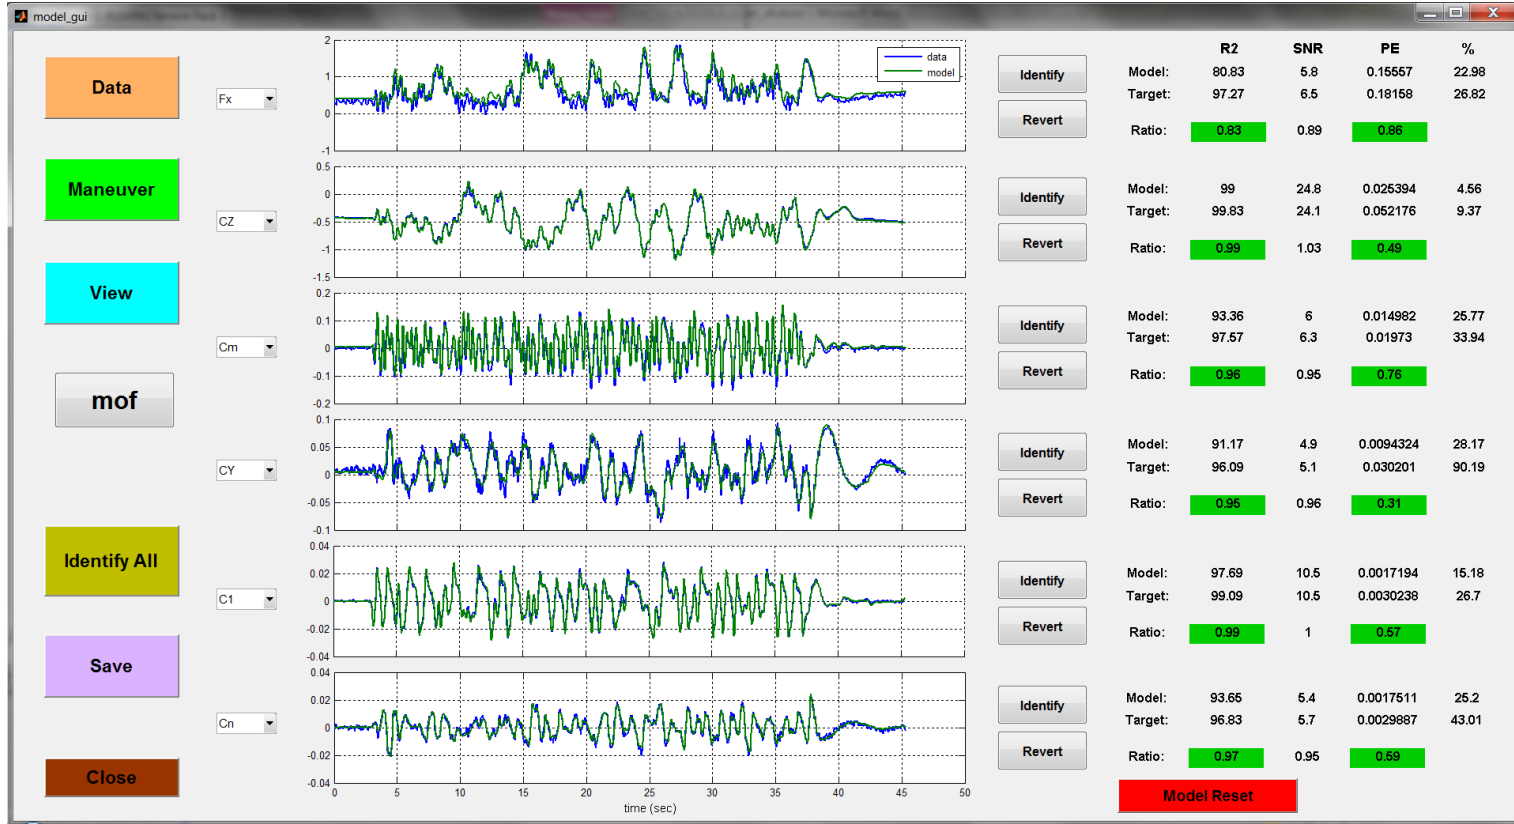 model_gui
Data
Maneuver
View
mof
Identify All
Save
Close
Fx
2
1
0
-1
data
model
Identify
Revert
R2 SNR PE %
Model: 80.83 5.8 0.15557 22.98
Target: 97.27 6.5 0.18158 26.82
Ratio: 0.83 0.89 0.86
CZ
0.5
0
-0.5
-1
-1.5
Identify
Revert
Model: 99 24.8 0.025394 4.56
Target: 99.83 24.1 0.052176 9.37
Ratio: 0.99 1.03 0.49
Cm
0.2
0.1
0
-0.1
-0.2
Identify
Revert
Model: 93.36 6 0.014982 25.77
Target: 97.57 6.3 0.01973 33.94
Ratio: 0.96 0.95 0.76
CY
0.1
0.05
0
-0.05
-0.1
Identify
Revert
Model: 91.17 4.9 0.0094324 28.17
Target: 96.09 5.1 0.030201 90.19
Ratio: 0.95 0.96 0.31
C1
0.04
0.02
0
-0.02
-0.04
Identify
Revert
Model: 97.69 10.5 0.0017194 15.18
Target: 99.09 10.5 0.0030238 26.7
Ratio: 0.99 1 0.57
Cn
0.04
0.02
0
-0.02
-0.04
0 5 10 15 20 25 30 35 40 45 50
time (sec)
Identify
Revert
Model: 93.65 5.4 0.0017511 25.2
Target: 96.83 5.7 0.0029887 43.01
Ratio: 0.97 0.95 0.59
Model Reset